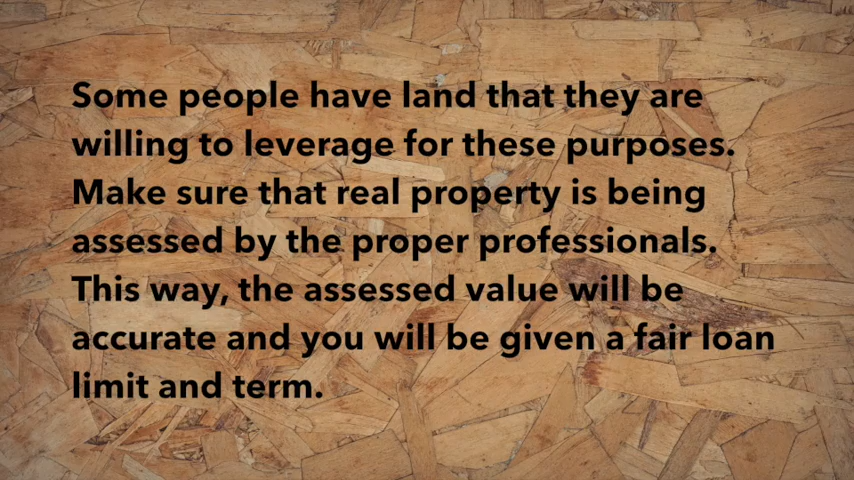 Some people have land that they are
willing to leverage for these purposes.
Make sure that real property is being
assessed by the proper professionals.
This way, the assessed value will be
accurate and you will be given a fair loan
limit and term.